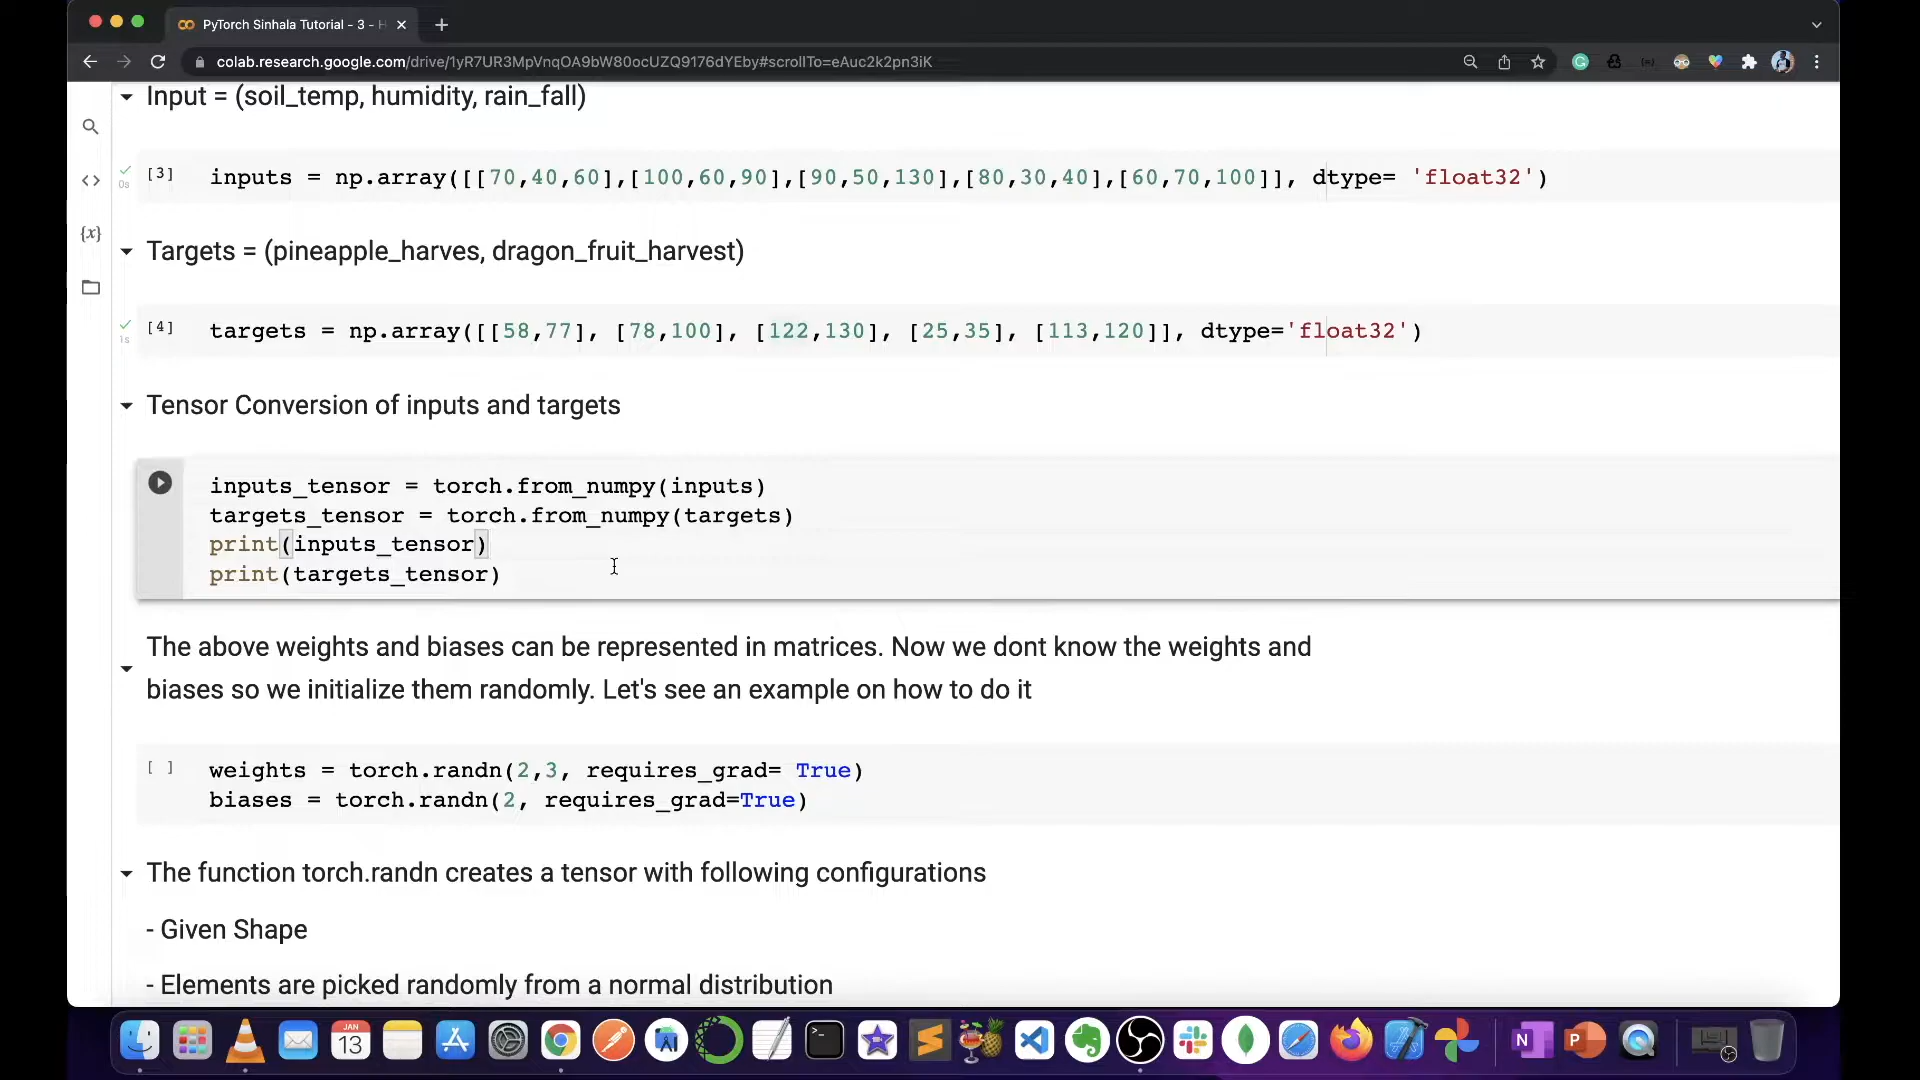 PyTorch Sinhala Tutorial - 3 - H
colab.research.google.com/drive/1yR7UR3MpVnqOA9bW80ocUZQ9176dYEby#scrollTo=eAuc2k2pn3iK
Input = (soil_temp, humidity, rain_fall)
0s
[3] inputs = np.array([[70,40,60],[100,60,90],[90,50,130],[80,30,40],[60,70,100]], dtype= 'float32')
{x}
Targets = (pineapple_harves, dragon_fruit_harvest)
1s
[4] targets = np.array([[58,77], [78,100], [122,130], [25,35], [113,120]], dtype='float32')
Tensor Conversion of inputs and targets
inputs_tensor = torch.from_numpy(inputs)
targets_tensor = torch.from_numpy(targets)
print(inputs_tensor)
print(targets_tensor)
The above weights and biases can be represented in matrices. Now we dont know the weights and
biases so we initialize them randomly. Let's see an example on how to do it
[ ] weights = torch.randn(2,3, requires_grad= True)
biases = torch.randn(2, requires_grad=True)
The function torch.randn creates a tensor with following configurations
- Given Shape
- Elements are picked randomly from a normal distribution
JAN
13
N
P